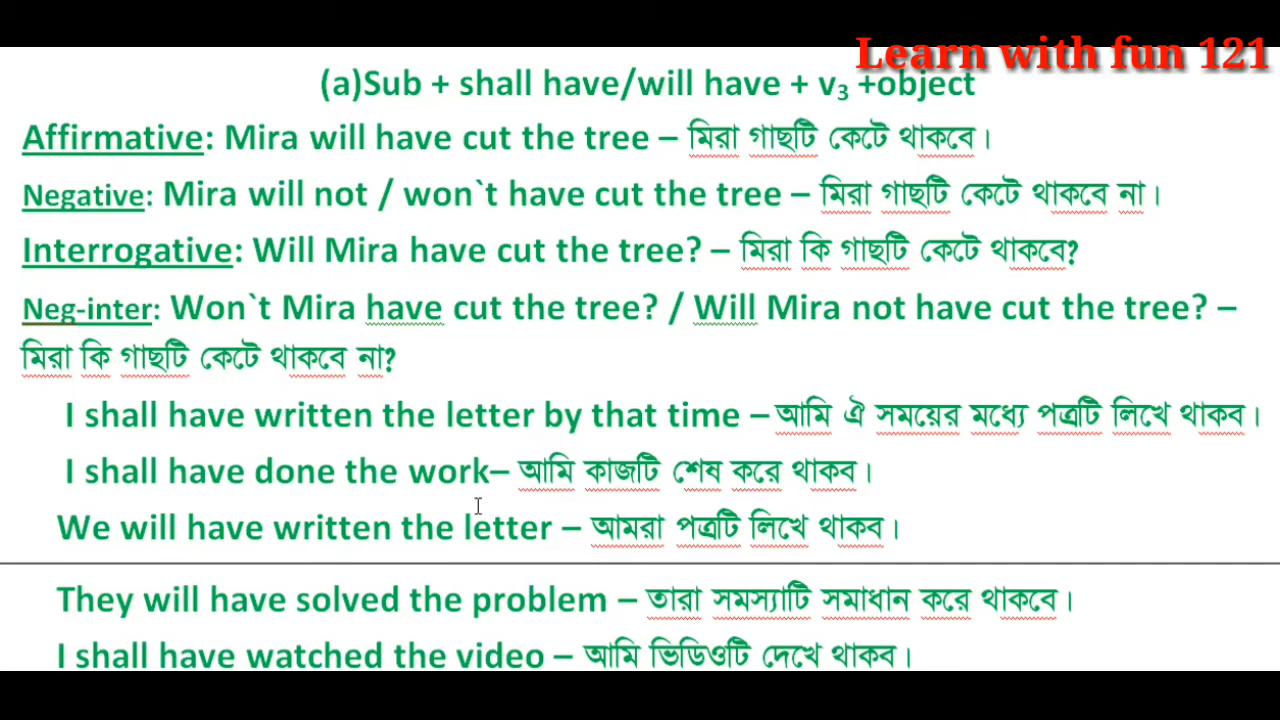 Learn with fun 121
(a)Sub + shall have/will have + v₃ +object
Affirmative: Mira will have cut the tree – মিরা গাছটি কেটে থাকবে।
Negative: Mira will not / won`t have cut the tree – মিরা গাছটি কেটে থাকবে না।
Interrogative: Will Mira have cut the tree? – মিরা কি গাছটি কেটে থাকবে?
Neg-inter: Won`t Mira have cut the tree? / Will Mira not have cut the tree? –
মিরা কি গাছটি কেটে থাকবে না?
I shall have written the letter by that time – আমি ঐ সময়ের মধ্যে পত্রটি লিখে থাকব।
I shall have done the work– আমি কাজটি শেষ করে থাকব।
We will have written the letter – আমরা পত্রটি লিখে থাকব।
They will have solved the problem – তারা সমস্যাটি সমাধান করে থাকবে।
I shall have watched the video – আমি ভিডিওটি দেখে থাকব।